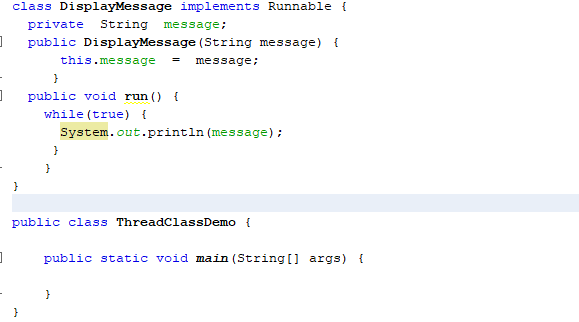 class DisplayMessage implements Runnable {
private String message;
public DisplayMessage(String message) {
this.message = message;
}
public void run() {
while(true) {
System.out.println(message);
}
}
}
public class ThreadClassDemo {
public static void main(String[] args) {
}
}